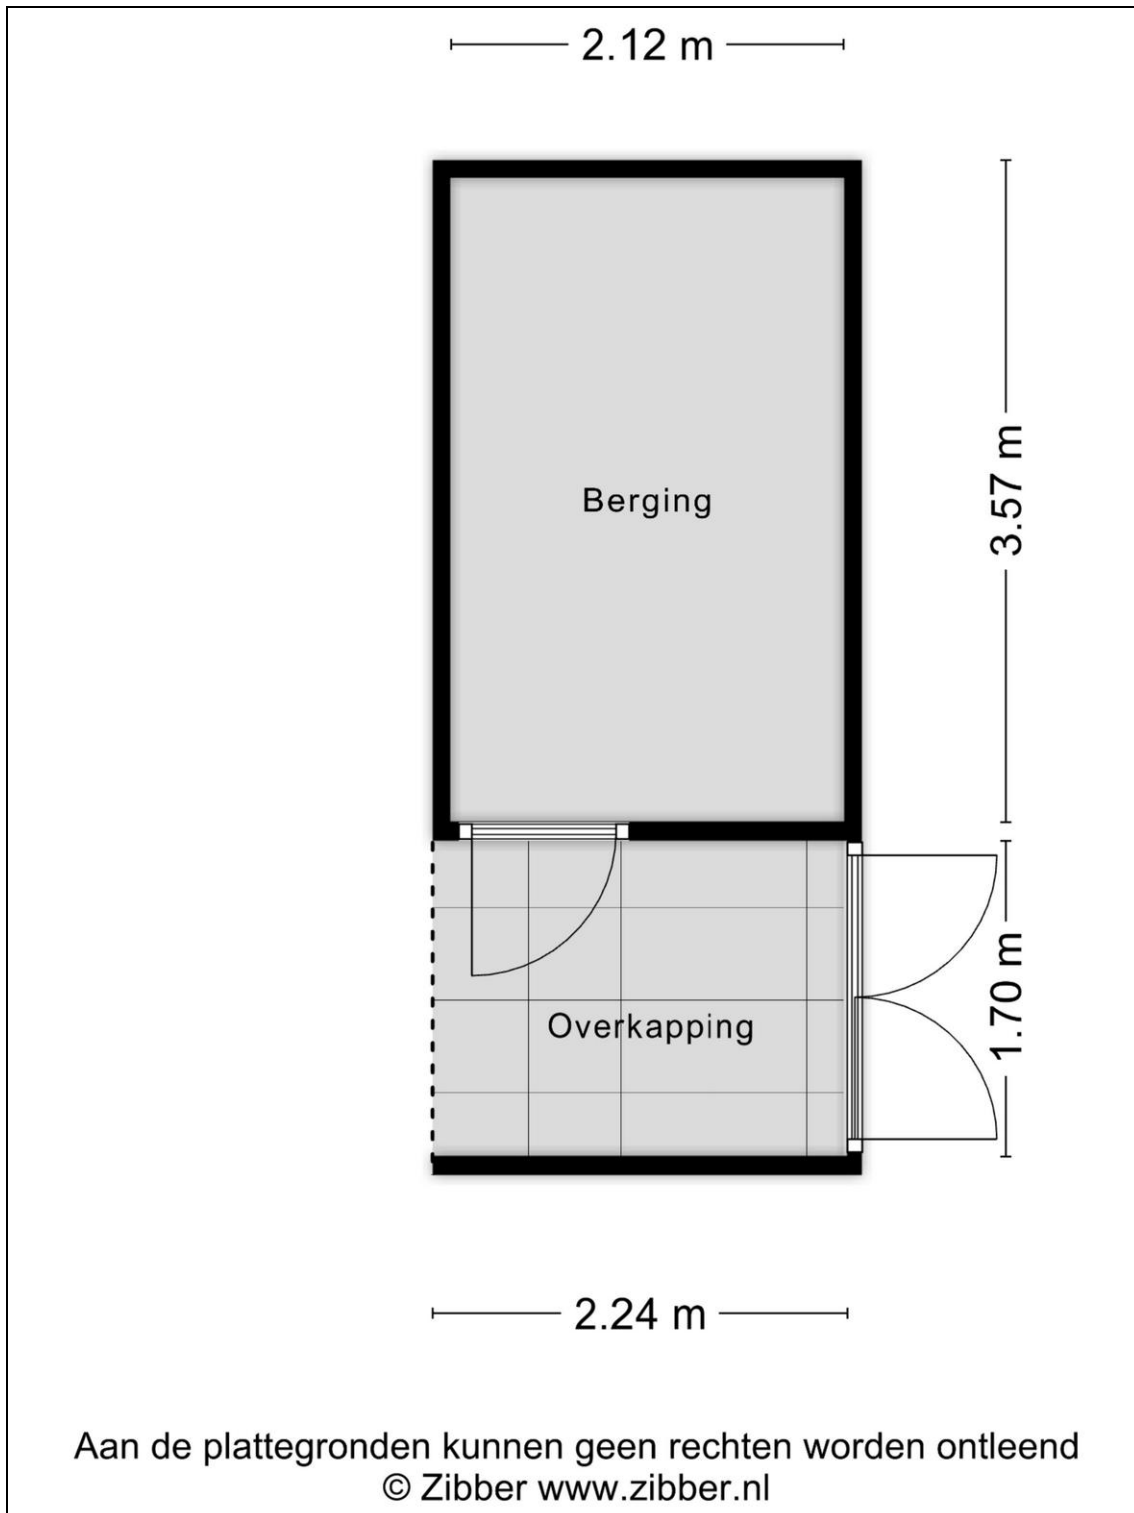 2.12 m
Berging
3.57 m
1.70 m
Overkapping
2.24 m
Aan de plattegronden kunnen geen rechten worden ontleend
© Zibber www.zibber.nl